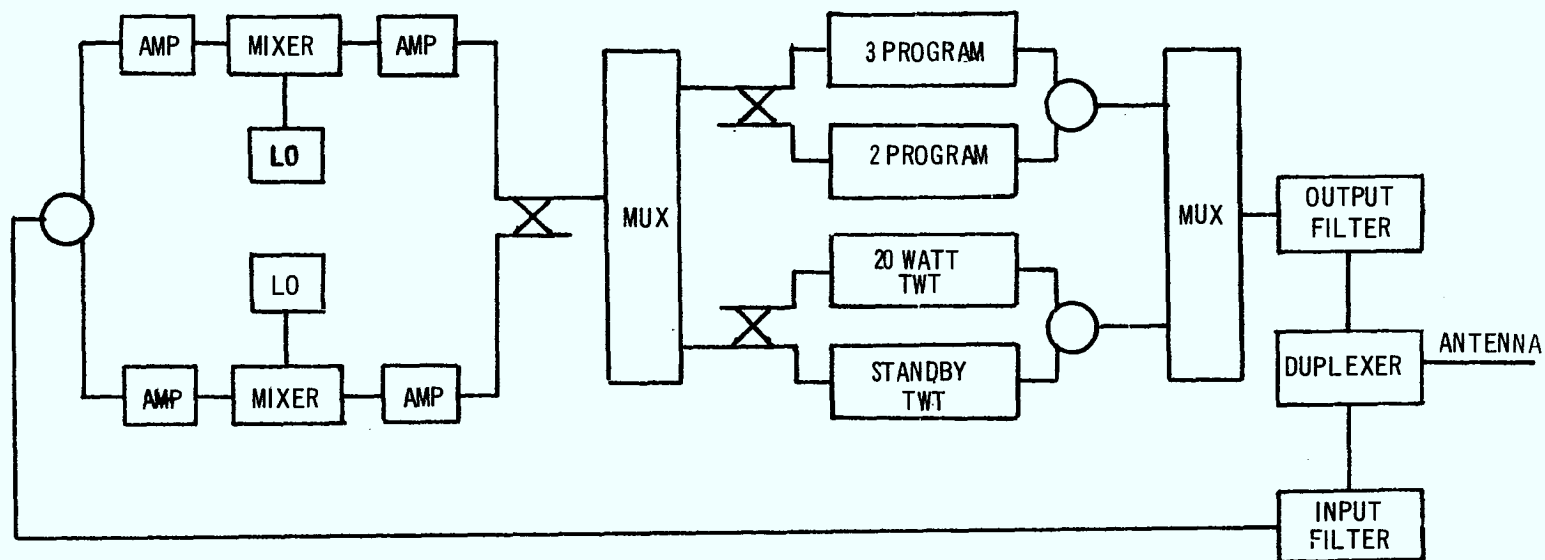 AMP
MIXER
AMP
LO
LO
AMP
MIXER
AMP
MUX
3 PROGRAM
2 PROGRAM
20 WATT
TWT
STANDBY
TWT
MUX
OUTPUT
FILTER
DUPLEXER
ANTENNA
INPUT
FILTER